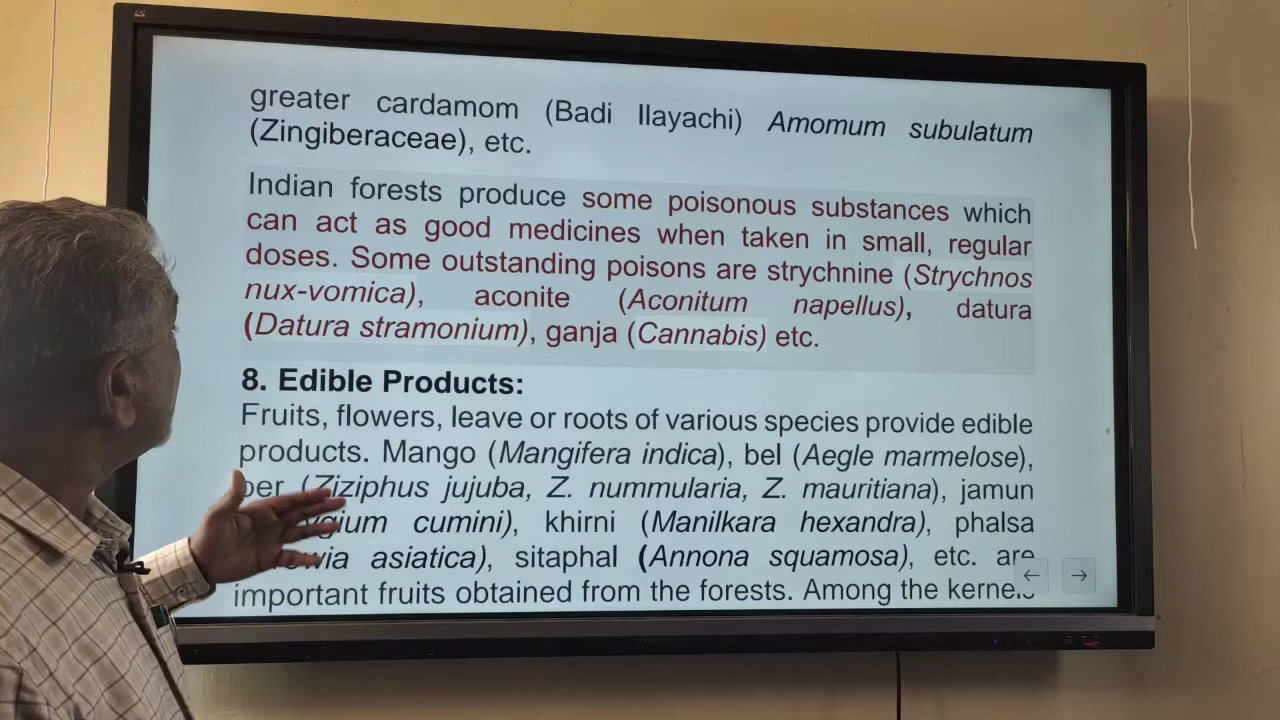 greater cardamom (Badi Ilayachi) Amomum subulatum
(Zingiberaceae), etc.
Indian forests produce some poisonous substances which
can act as good medicines when taken in small, regular
doses. Some outstanding poisons are strychnine (Strychnos
nux-vomica), aconite (Aconitum napellus), datura
(Datura stramonium), ganja (Cannabis) etc.
8. Edible Products:
Fruits, flowers, leave or roots of various species provide edible
products. Mango (Mangifera indica), bel (Aegle marmelose),
ber (Ziziphus jujuba, Z. nummularia, Z. mauritiana), jamun
cumini), khirni (Manilkara hexandra), phalsa
asiatica), sitaphal (Annona squamosa), etc. are
important fruits obtained from the forests. Among the